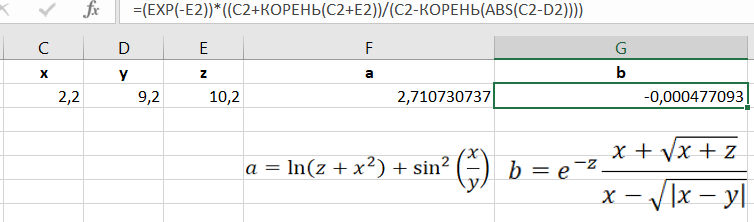 fx =(EXP(-E2))*((C2+КОРЕНЬ(C2+E2))/(C2-КОРЕНЬ(ABS(C2-D2))))
C D E F G
x y z a b
2,2 9,2 10,2 2,710730737 -0,000477093
a = ln(z + x²) + sin² (x/y) b = e⁻ᶻ (x + √(x + z))/(x − √|x − y|)